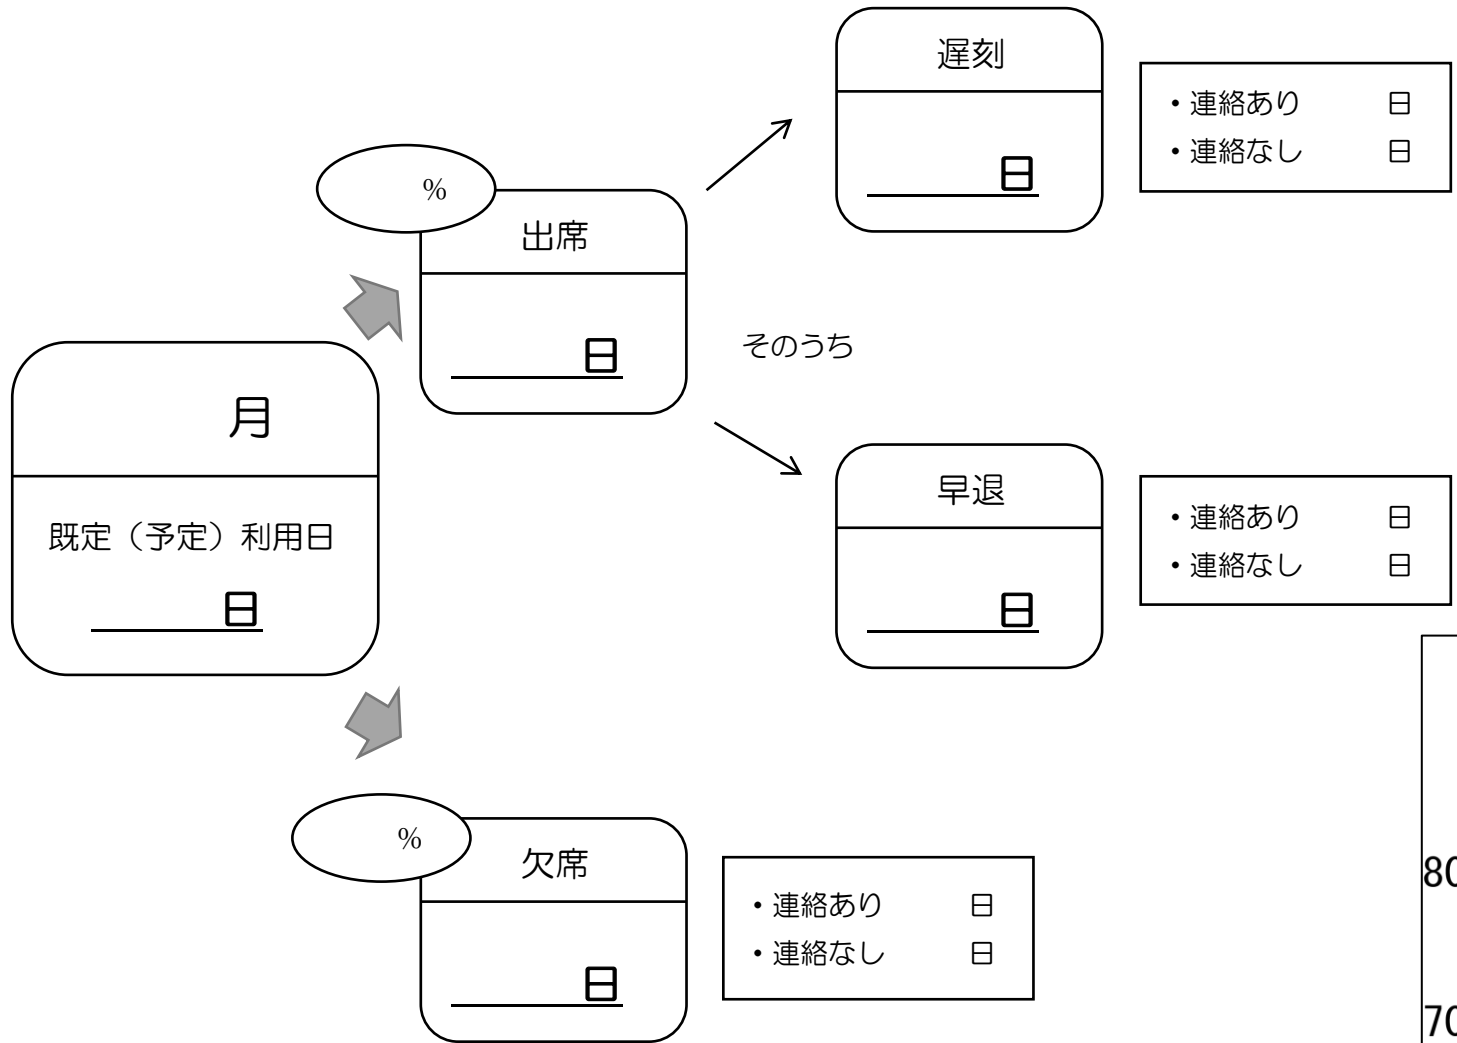 月
既定（予定）利用日
日
%
出席
日
そのうち
遅刻
日
・連絡あり 日
・連絡なし 日
早退
日
・連絡あり 日
・連絡なし 日
%
欠席
日
・連絡あり 日
・連絡なし 日
80
70